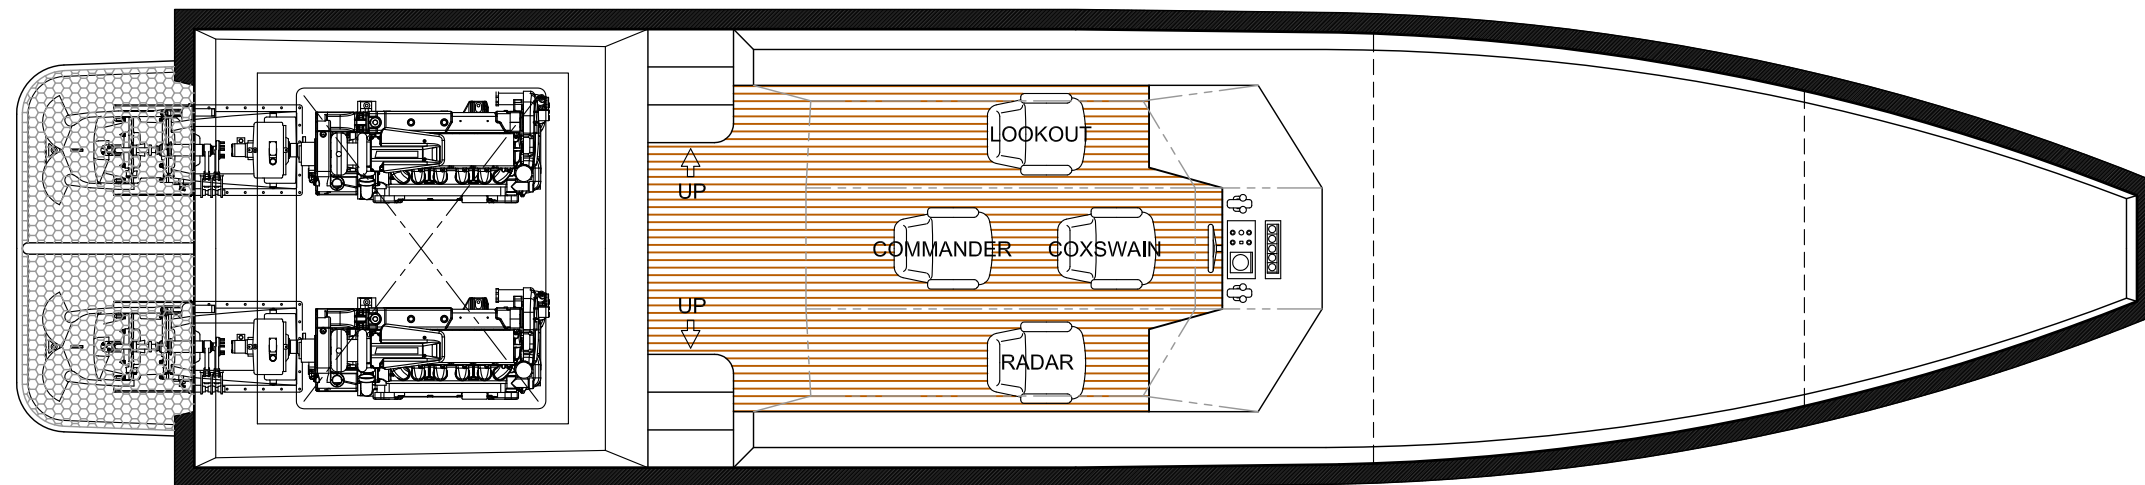 LOOKOUT
UP
COMMANDER
COXSWAIN
UP
RADAR